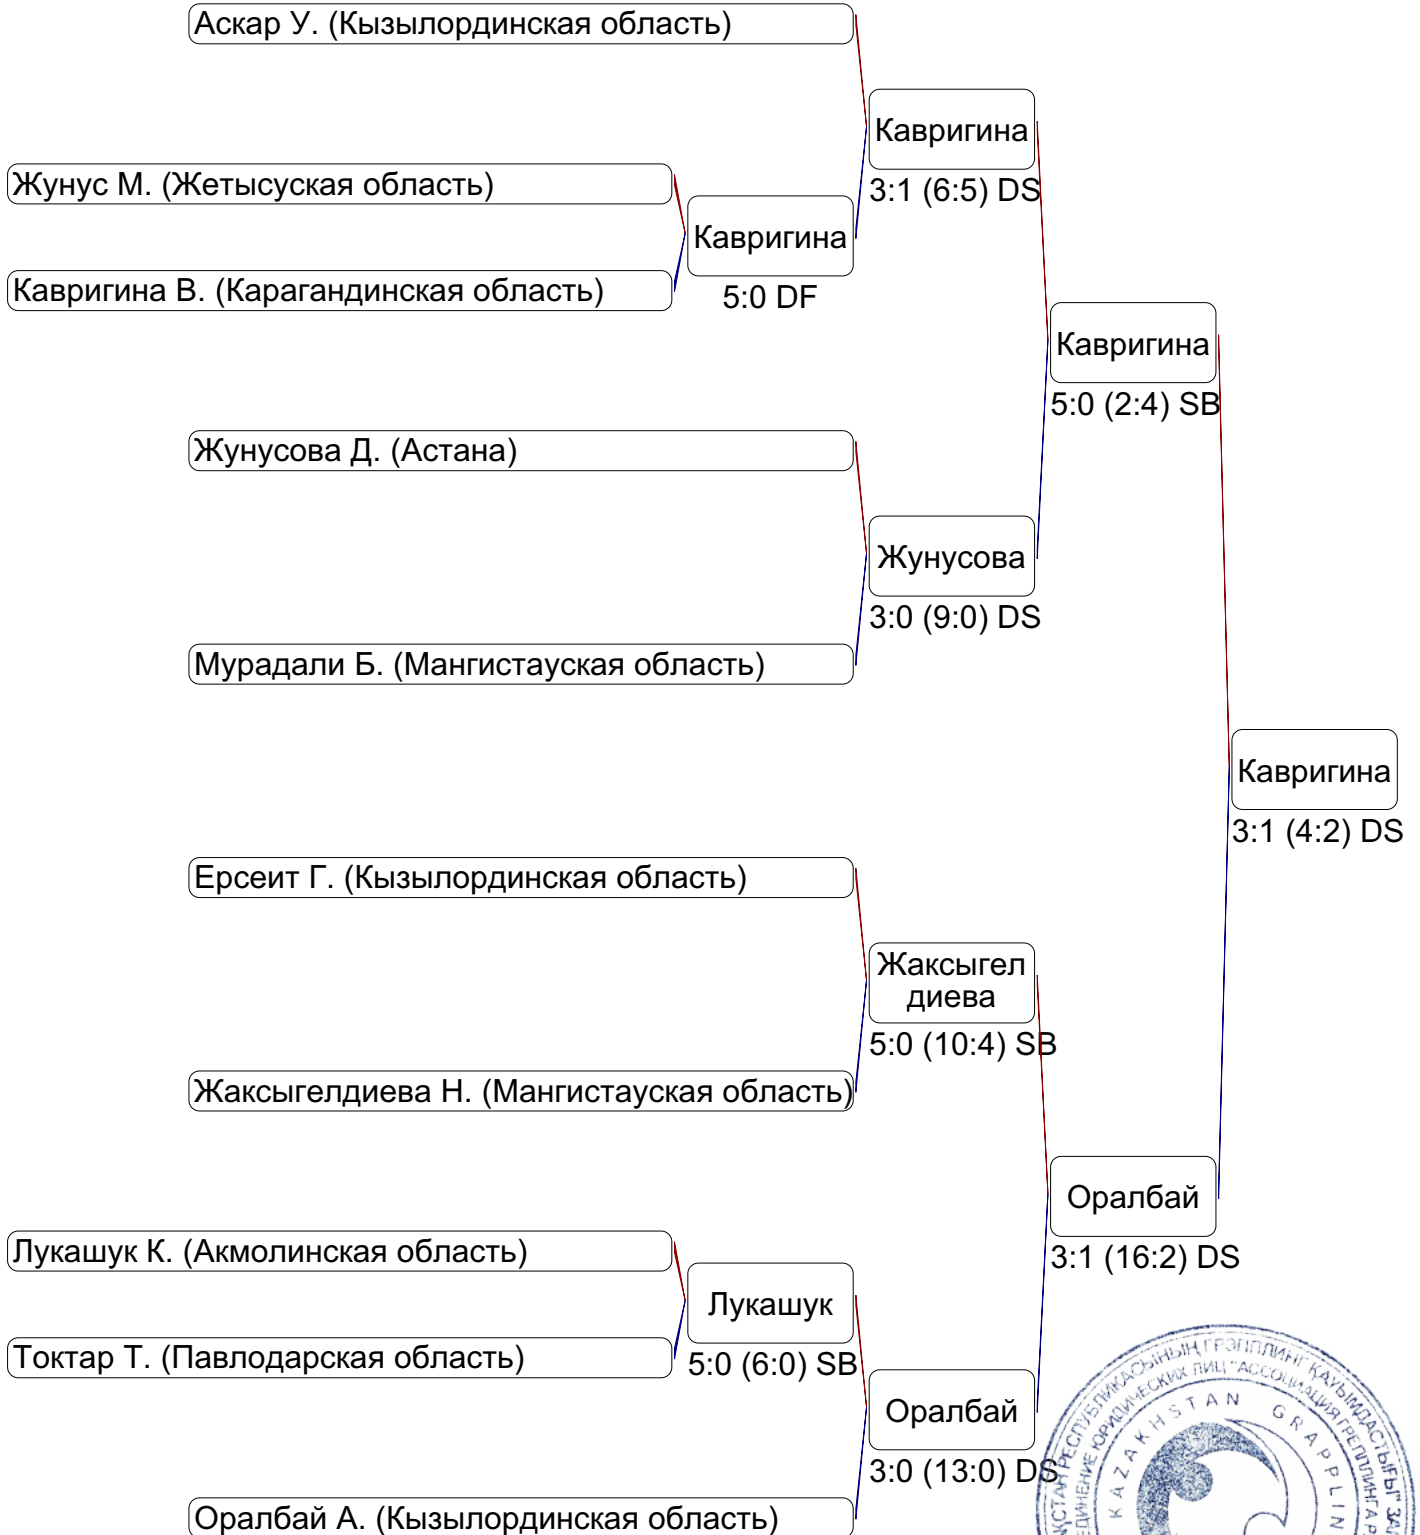 Аскар У. (Кызылординская область)
Кавригина
3:1 (6:5) DS
Жунус М. (Жетысуская область)
Кавригина
5:0 DF
Кавригина В. (Карагандинская область)
Кавригина
5:0 (2:4) SB
Жунусова Д. (Астана)
Жунусова
3:0 (9:0) DS
Мурадали Б. (Мангистауская область)
Кавригина
3:1 (4:2) DS
Ерсеит Г. (Кызылординская область)
Жаксыгел
диева
5:0 (10:4) SB
Жаксыгелдиева Н. (Мангистауская область)
Оралбай
3:1 (16:2) DS
Лукашук К. (Акмолинская область)
Лукашук
5:0 (6:0) SB
Токтар Т. (Павлодарская область)
Оралбай
3:0 (13:0) DS
Оралбай А. (Кызылординская область)
KAZAKHSTAN